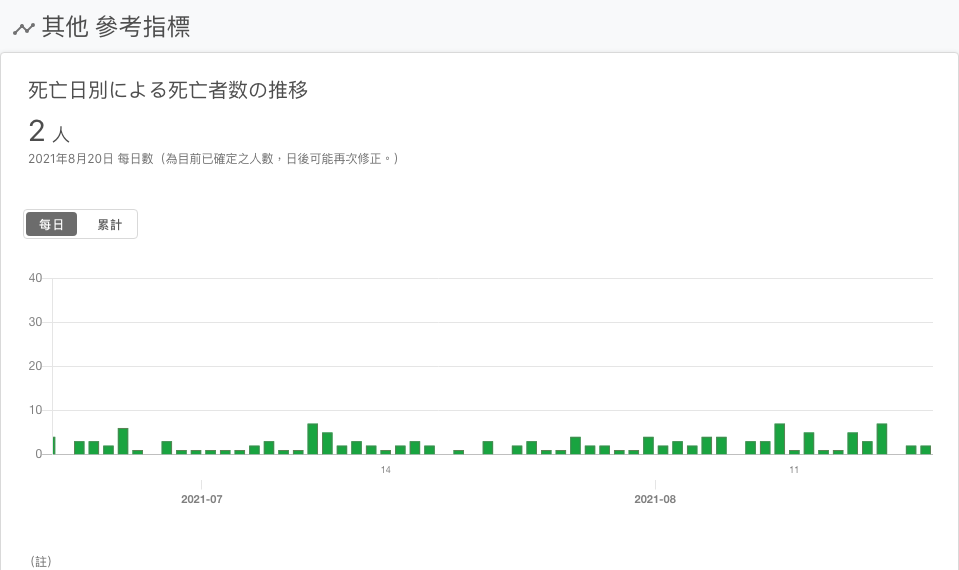 其他 參考指標
死亡日別による死亡者数の推移
2 人
2021年8月20日 每日數（為目前已確定之人數，日後可能再次修正。）
每日 累計
40
30
20
10
0
14 11
2021-07 2021-08
（註）